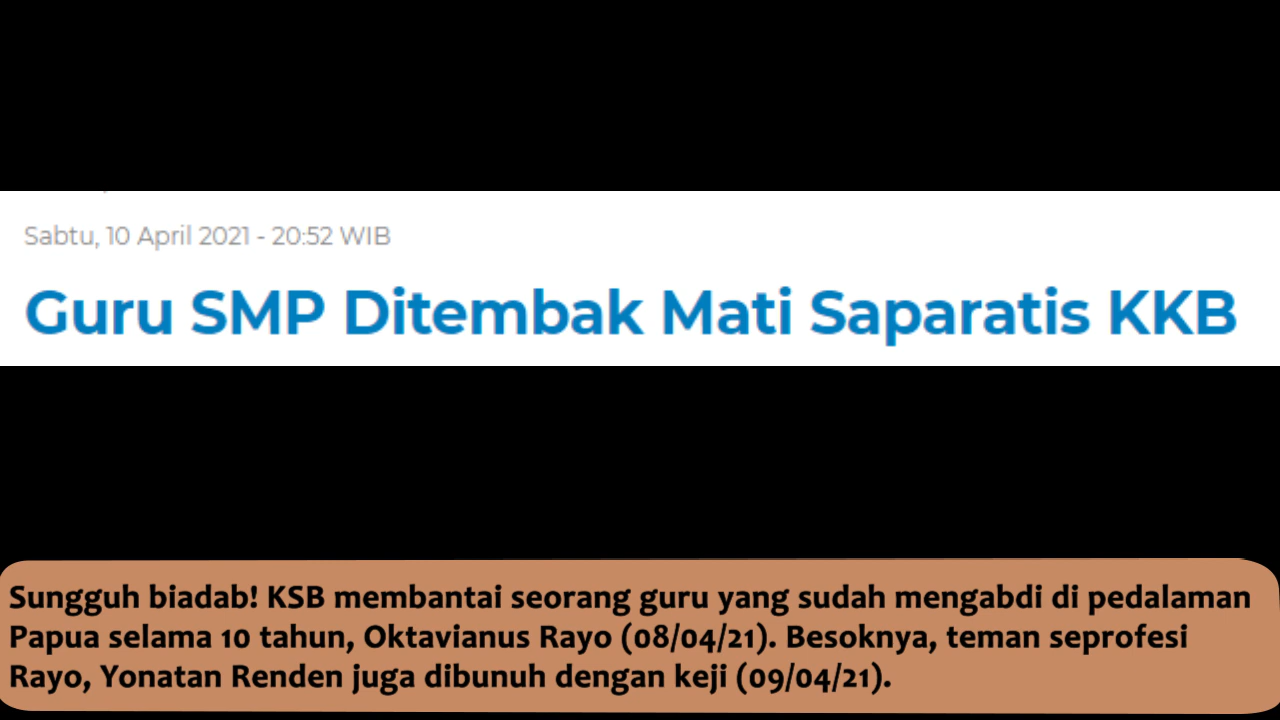 Sabtu, 10 April 2021 - 20:52 WIB
Guru SMP Ditembak Mati Saparatis KKB
Sungguh biadab! KSB membantai seorang guru yang sudah mengabdi di pedalaman
Papua selama 10 tahun, Oktavianus Rayo (08/04/21). Besoknya, teman seprofesi
Rayo, Yonatan Renden juga dibunuh dengan keji (09/04/21).